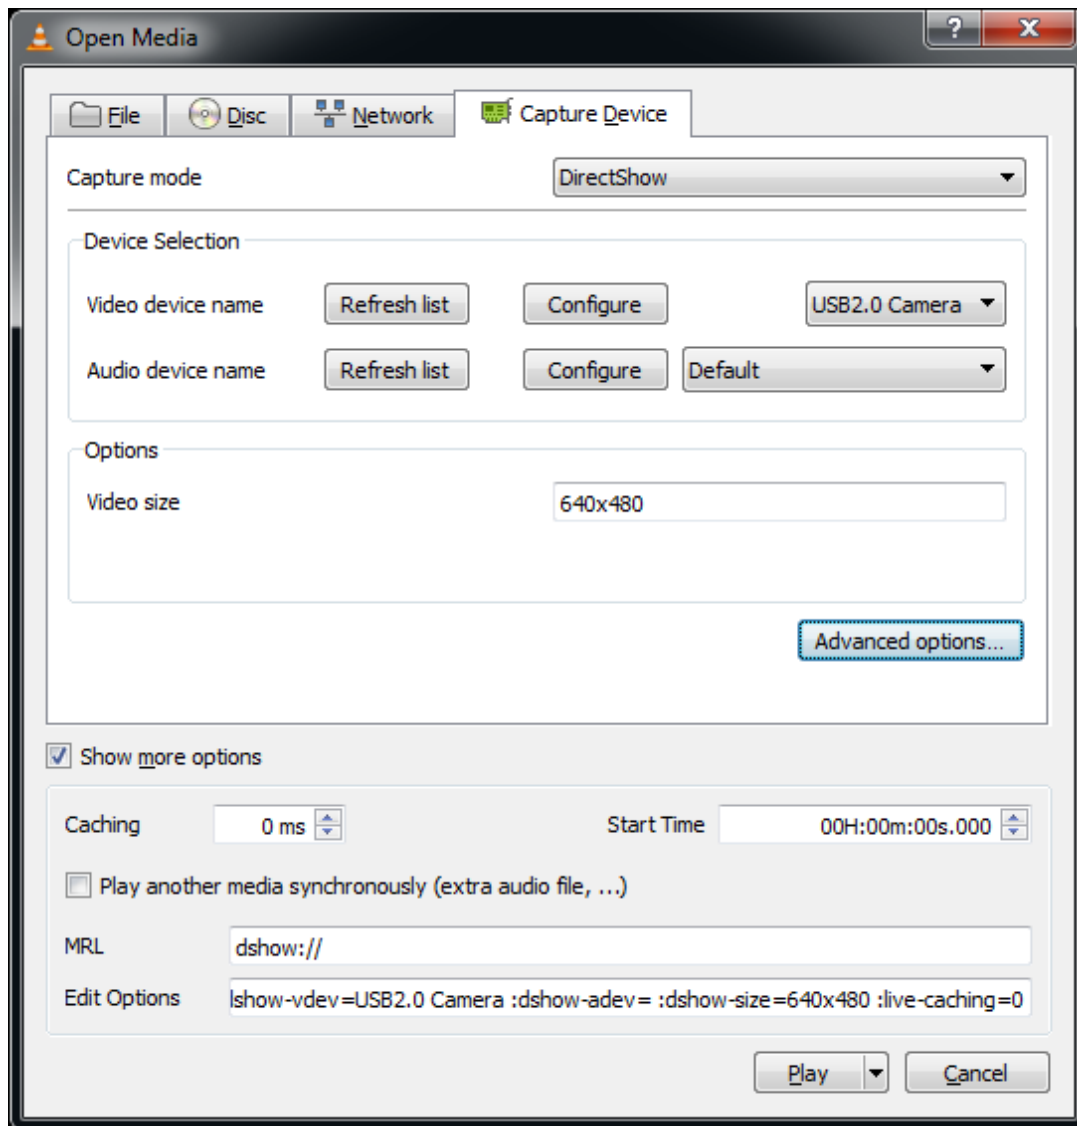 Open Media
File Disc Network Capture Device
Capture mode DirectShow
Device Selection
Video device name Refresh list Configure USB2.0 Camera
Audio device name Refresh list Configure Default
Options
Video size 640x480
Advanced options...
Show more options
Caching 0 ms Start Time 00H:00m:00s.000
Play another media synchronously (extra audio file, ...)
MRL dshow://
Edit Options lshow-vdev=USB2.0 Camera :dshow-adev= :dshow-size=640x480 :live-caching=0
Play Cancel